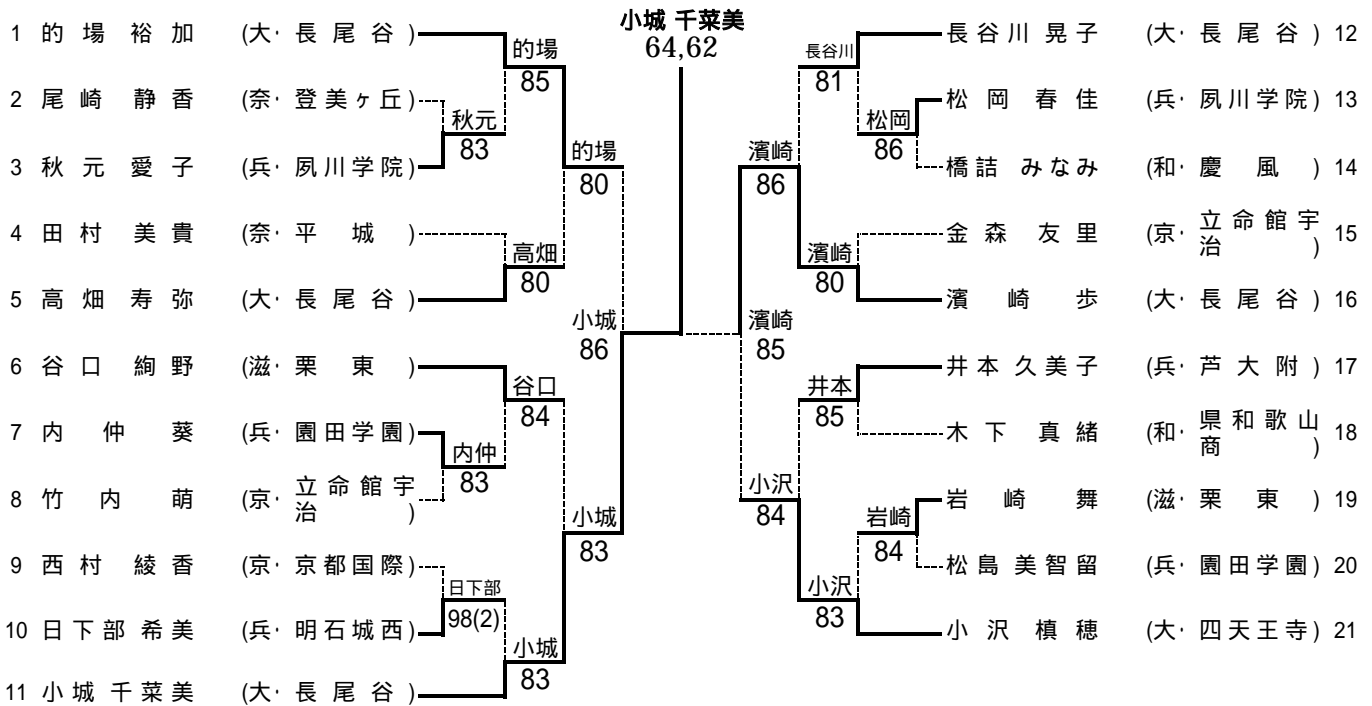 小城 千菜美
64,62
1 的場裕加 (大・長尾谷)
2 尾崎静香 (奈・登美ヶ丘)
3 秋元愛子 (兵・夙川学院)
4 田村美貴 (奈・平城)
5 高畑寿弥 (大・長尾谷)
6 谷口絢野 (滋・栗東)
7 内仲葵 (兵・園田学園)
8 竹内萌 (京・立命館宇治)
9 西村綾香 (京・京都国際)
10 日下部希美 (兵・明石城西)
11 小城千菜美 (大・長尾谷)
秋元
83
内仲
83
日下部
98(2)
的場
85
高畑
80
谷口
84
小城
83
的場
80
小城
83
小城
86
濱崎
85
濱崎
86
小沢
84
長谷川
81
濱崎
80
井本
85
小沢
83
松岡
86
岩崎
84
長谷川晃子 (大・長尾谷) 12
松岡春佳 (兵・夙川学院) 13
橋詰みなみ (和・慶風) 14
金森友里 (京・立命館宇治) 15
濱崎歩 (大・長尾谷) 16
井本久美子 (兵・芦大附) 17
木下真緒 (和・県和歌山商) 18
岩崎舞 (滋・栗東) 19
松島美智留 (兵・園田学園) 20
小沢槙穂 (大・四天王寺) 21